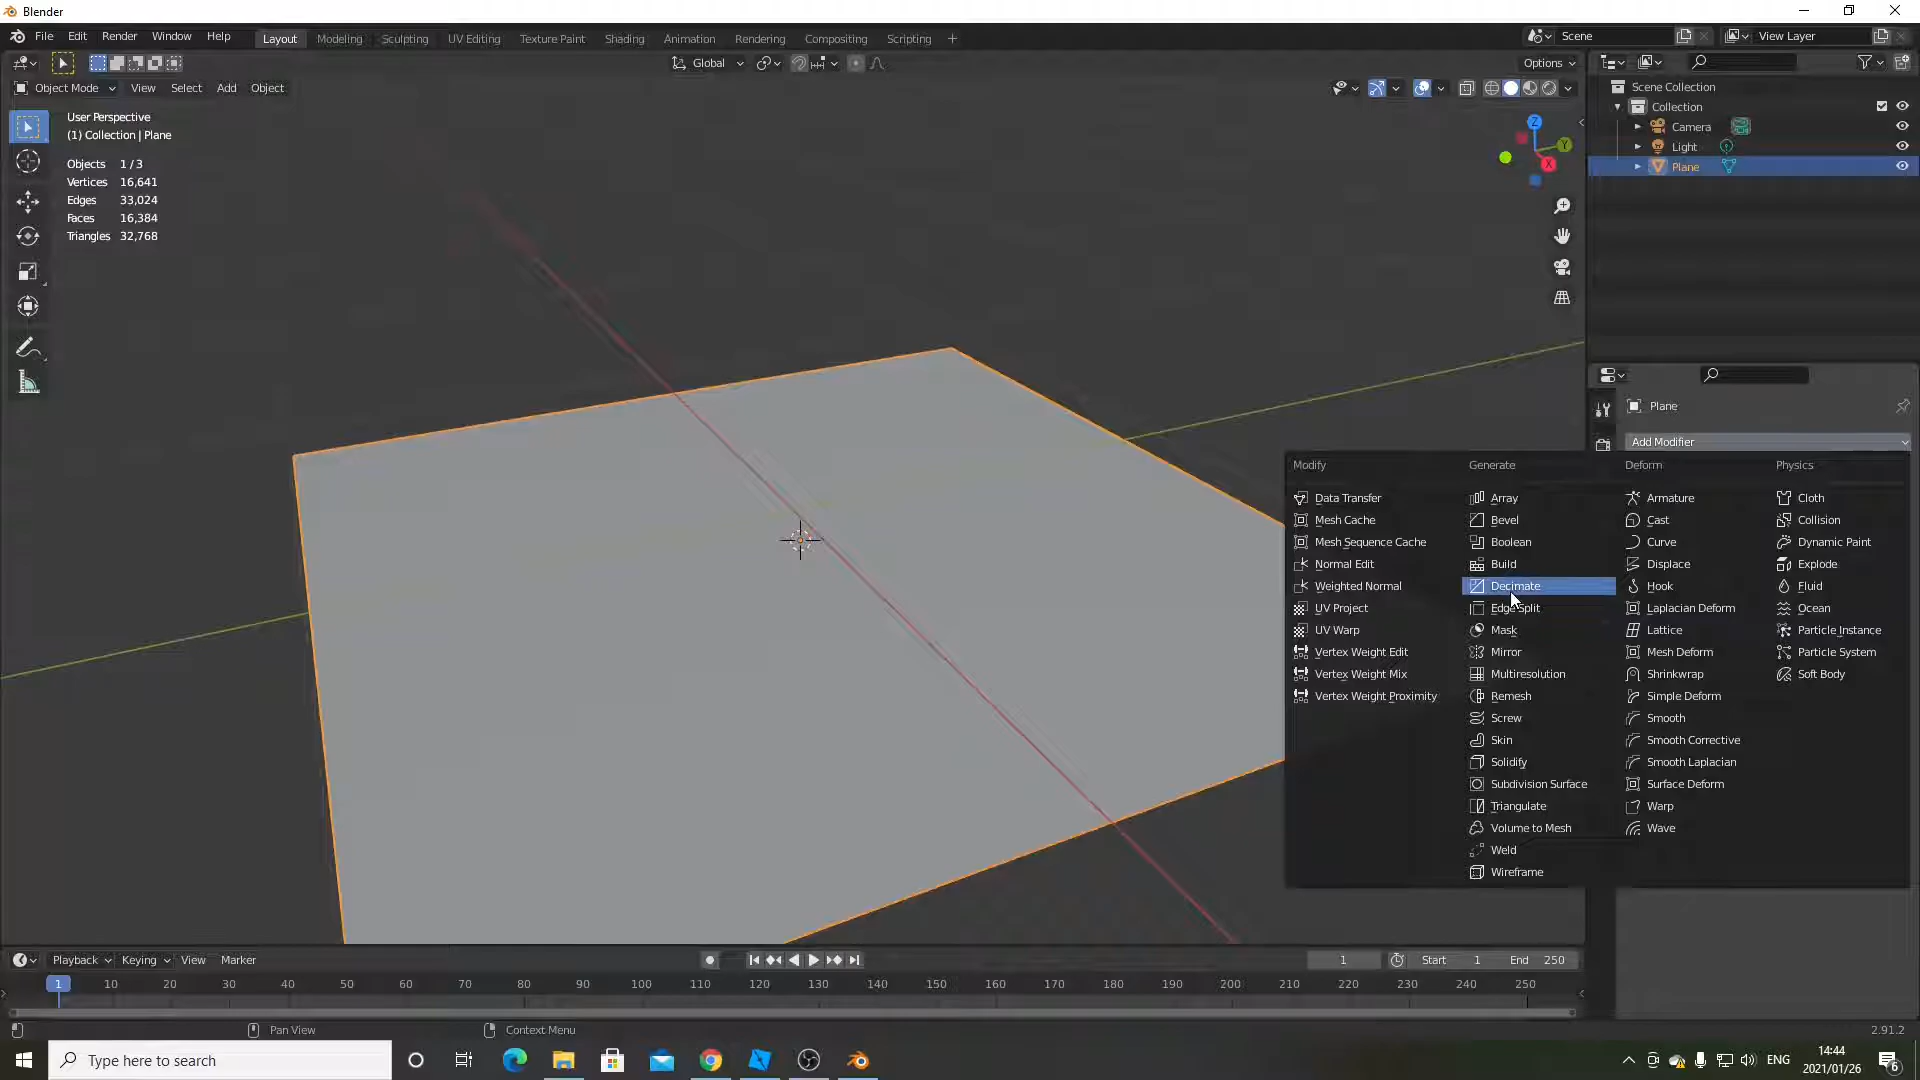 Blender
File Edit Render Window Help
Layout Modeling Sculpting UV Editing Texture Paint Shading Animation Rendering Compositing Scripting
Scene
View Layer
Global
Options
Object Mode View Select Add Object
User Perspective
(1) Collection | Plane
Objects 1 / 3
Vertices 16,641
Edges 33,024
Faces 16,384
Triangles 32,768
Z
Y
X
Scene Collection
Collection
Camera
Light
Plane
Plane
Add Modifier
Modify
Data Transfer
Mesh Cache
Mesh Sequence Cache
Normal Edit
Weighted Normal
UV Project
UV Warp
Vertex Weight Edit
Vertex Weight Mix
Vertex Weight Proximity
Generate
Array
Bevel
Boolean
Build
Decimate
Edge Split
Mask
Mirror
Multiresolution
Remesh
Screw
Skin
Solidify
Subdivision Surface
Triangulate
Volume to Mesh
Weld
Wireframe
Deform
Armature
Cast
Curve
Displace
Hook
Laplacian Deform
Lattice
Mesh Deform
Shrinkwrap
Simple Deform
Smooth
Smooth Corrective
Smooth Laplacian
Surface Deform
Warp
Wave
Physics
Cloth
Collision
Dynamic Paint
Explode
Fluid
Ocean
Particle Instance
Particle System
Soft Body
Playback Keying View Marker
1 Start 1 End 250
1 10 20 30 40 50 60 70 80 90 100 110 120 130 140 150 160 170 180 190 200 210 220 230 240 250
Pan View
Context Menu
2.91.2
Type here to search
ENG
14:44
2021/01/26
6